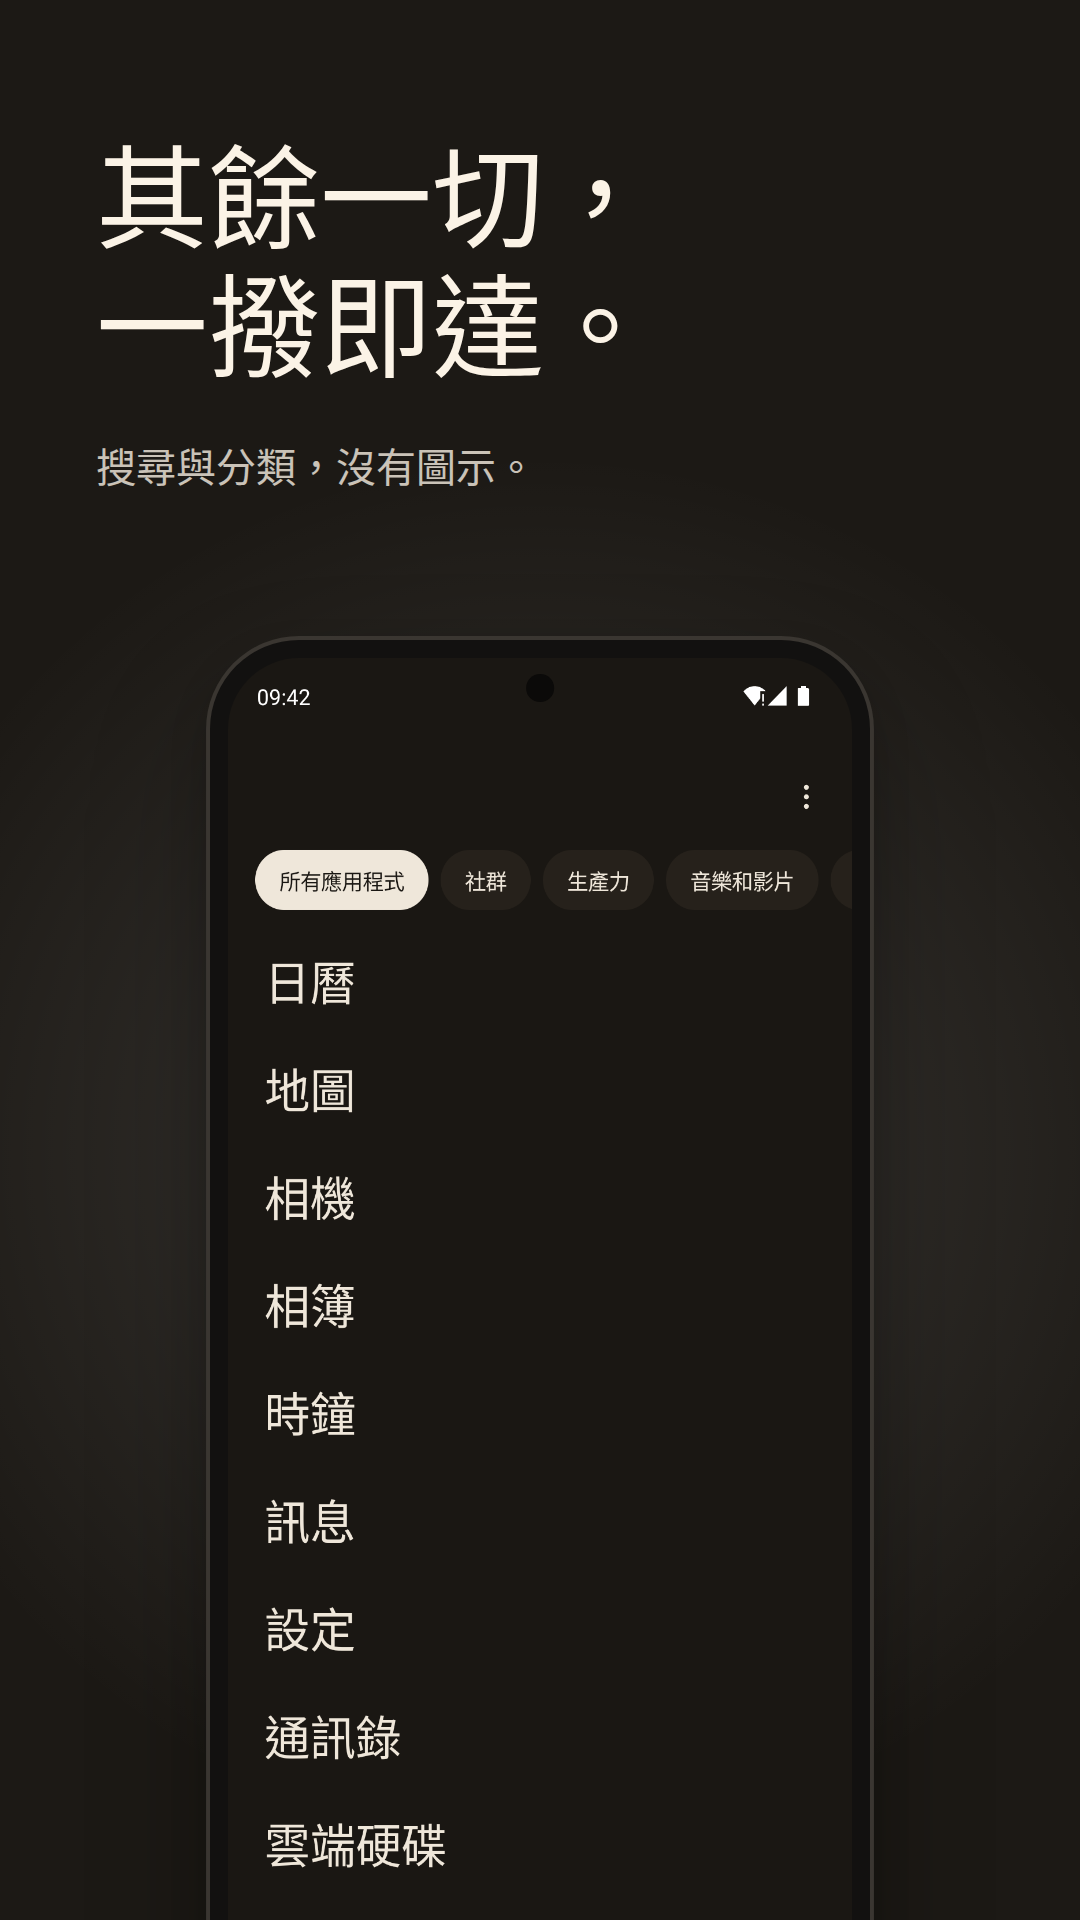 其餘一切，
一撥即達。
搜尋與分類，沒有圖示。
09:42
所有應用程式 社群 生產力 音樂和影片
日曆
地圖
相機
相簿
時鐘
訊息
設定
通訊錄
雲端硬碟